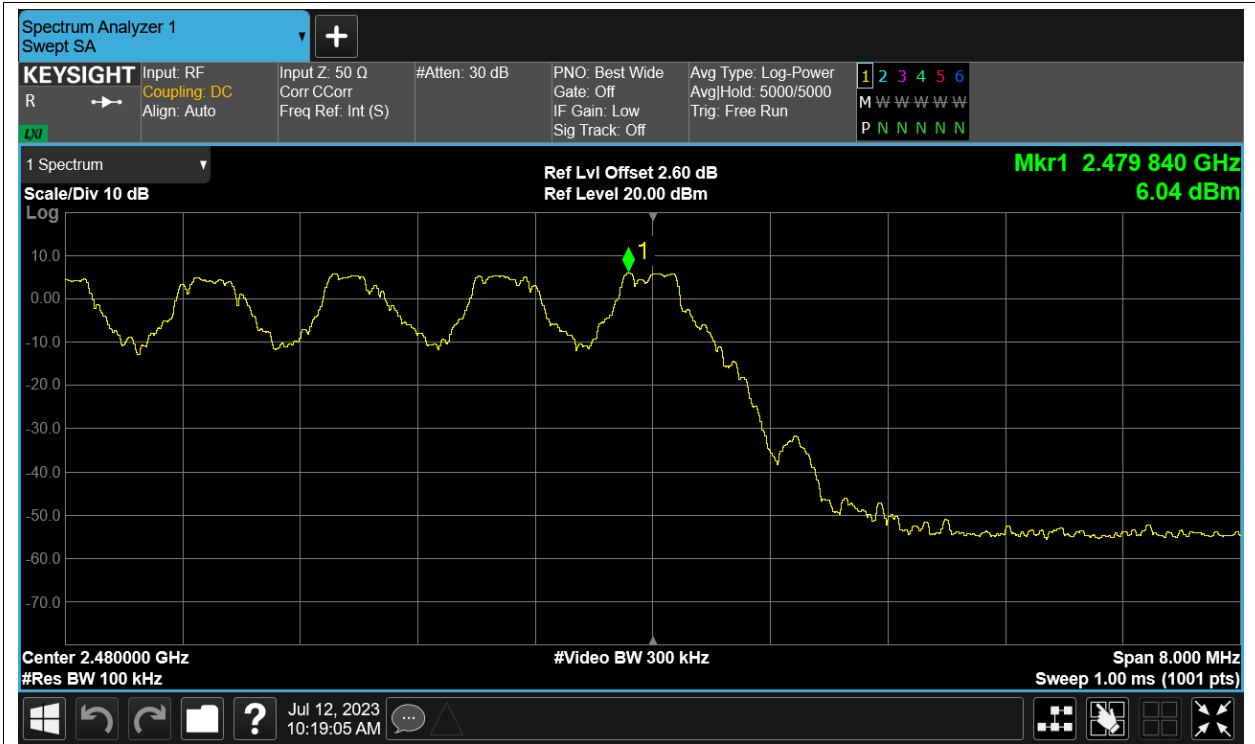 Spectrum Analyzer 1
Swept SA
KEYSIGHT
R
LXI
Input: RF
Coupling: DC
Align: Auto
Input Z: 50 Ω
Corr CCorr
Freq Ref: Int (S)
#Atten: 30 dB
PNO: Best Wide
Gate: Off
IF Gain: Low
Sig Track: Off
Avg Type: Log-Power
Avg|Hold: 5000/5000
Trig: Free Run
1 2 3 4 5 6
M W W W W W
P N N N N N
1 Spectrum
Scale/Div 10 dB
Log
Ref Lvl Offset 2.60 dB
Ref Level 20.00 dBm
Mkr1 2.479 840 GHz
6.04 dBm
1
10.0
0.00
-10.0
-20.0
-30.0
-40.0
-50.0
-60.0
-70.0
Center 2.480000 GHz
#Res BW 100 kHz
#Video BW 300 kHz
Span 8.000 MHz
Sweep 1.00 ms (1001 pts)
?
Jul 12, 2023
10:19:05 AM